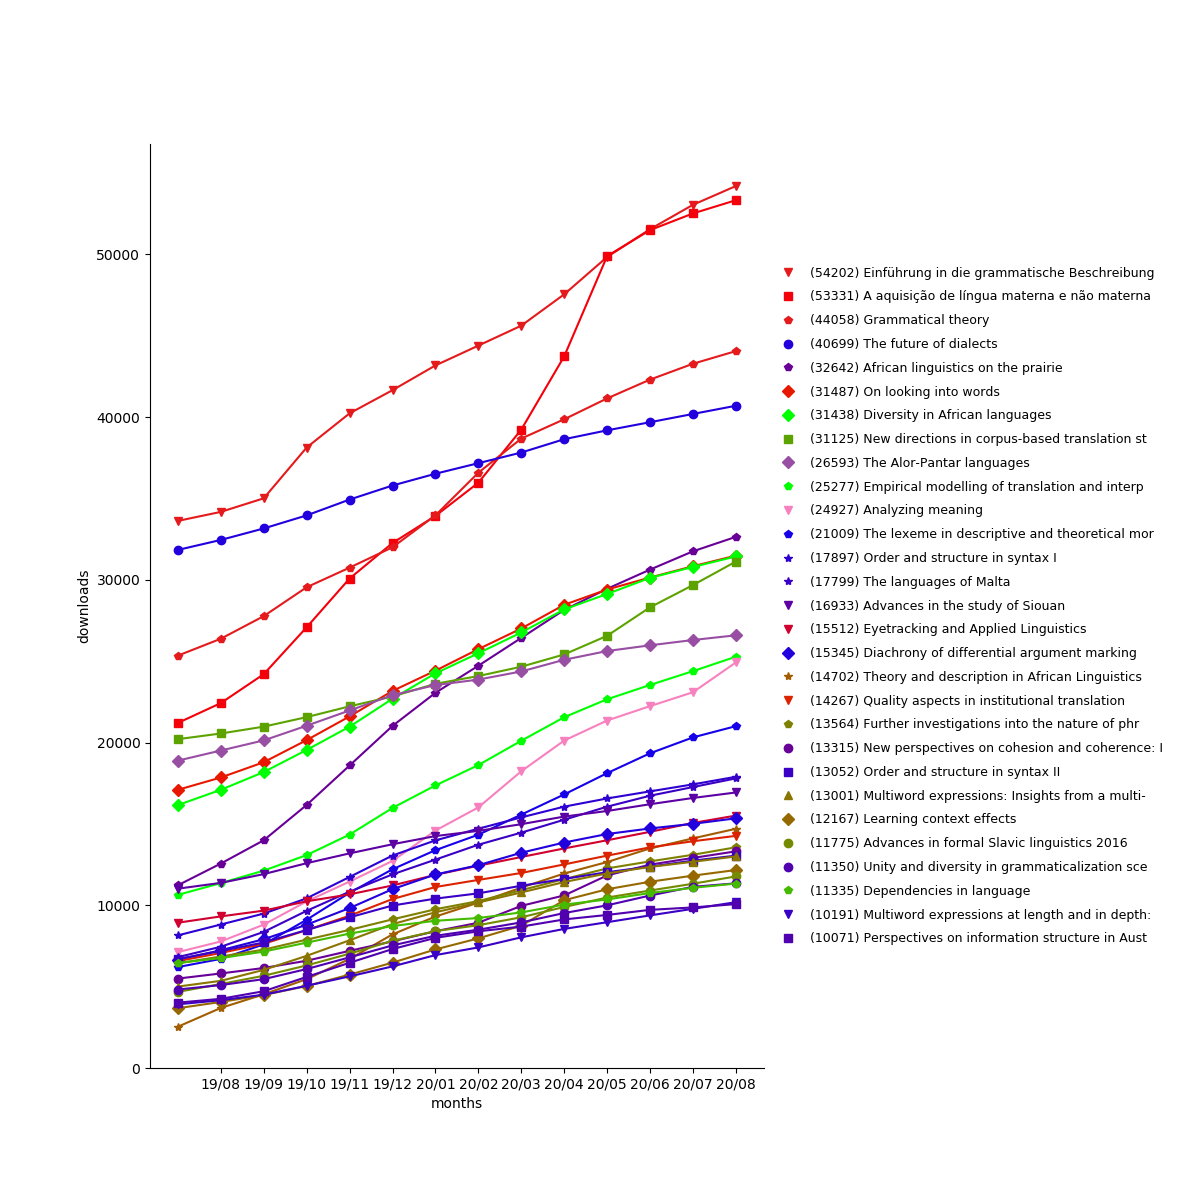 50000
40000
30000
20000
10000
0
downloads
19/08 19/09 19/10 19/11 19/12 20/01 20/02 20/03 20/04 20/05 20/06 20/07 20/08
months
(54202) Einführung in die grammatische Beschreibung
(53331) A aquisição de língua materna e não materna
(44058) Grammatical theory
(40699) The future of dialects
(32642) African linguistics on the prairie
(31487) On looking into words
(31438) Diversity in African languages
(31125) New directions in corpus-based translation st
(26593) The Alor-Pantar languages
(25277) Empirical modelling of translation and interp
(24927) Analyzing meaning
(21009) The lexeme in descriptive and theoretical mor
(17897) Order and structure in syntax I
(17799) The languages of Malta
(16933) Advances in the study of Siouan
(15512) Eyetracking and Applied Linguistics
(15345) Diachrony of differential argument marking
(14702) Theory and description in African Linguistics
(14267) Quality aspects in institutional translation
(13564) Further investigations into the nature of phr
(13315) New perspectives on cohesion and coherence: I
(13052) Order and structure in syntax II
(13001) Multiword expressions: Insights from a multi-
(12167) Learning context effects
(11775) Advances in formal Slavic linguistics 2016
(11350) Unity and diversity in grammaticalization sce
(11335) Dependencies in language
(10191) Multiword expressions at length and in depth:
(10071) Perspectives on information structure in Aust